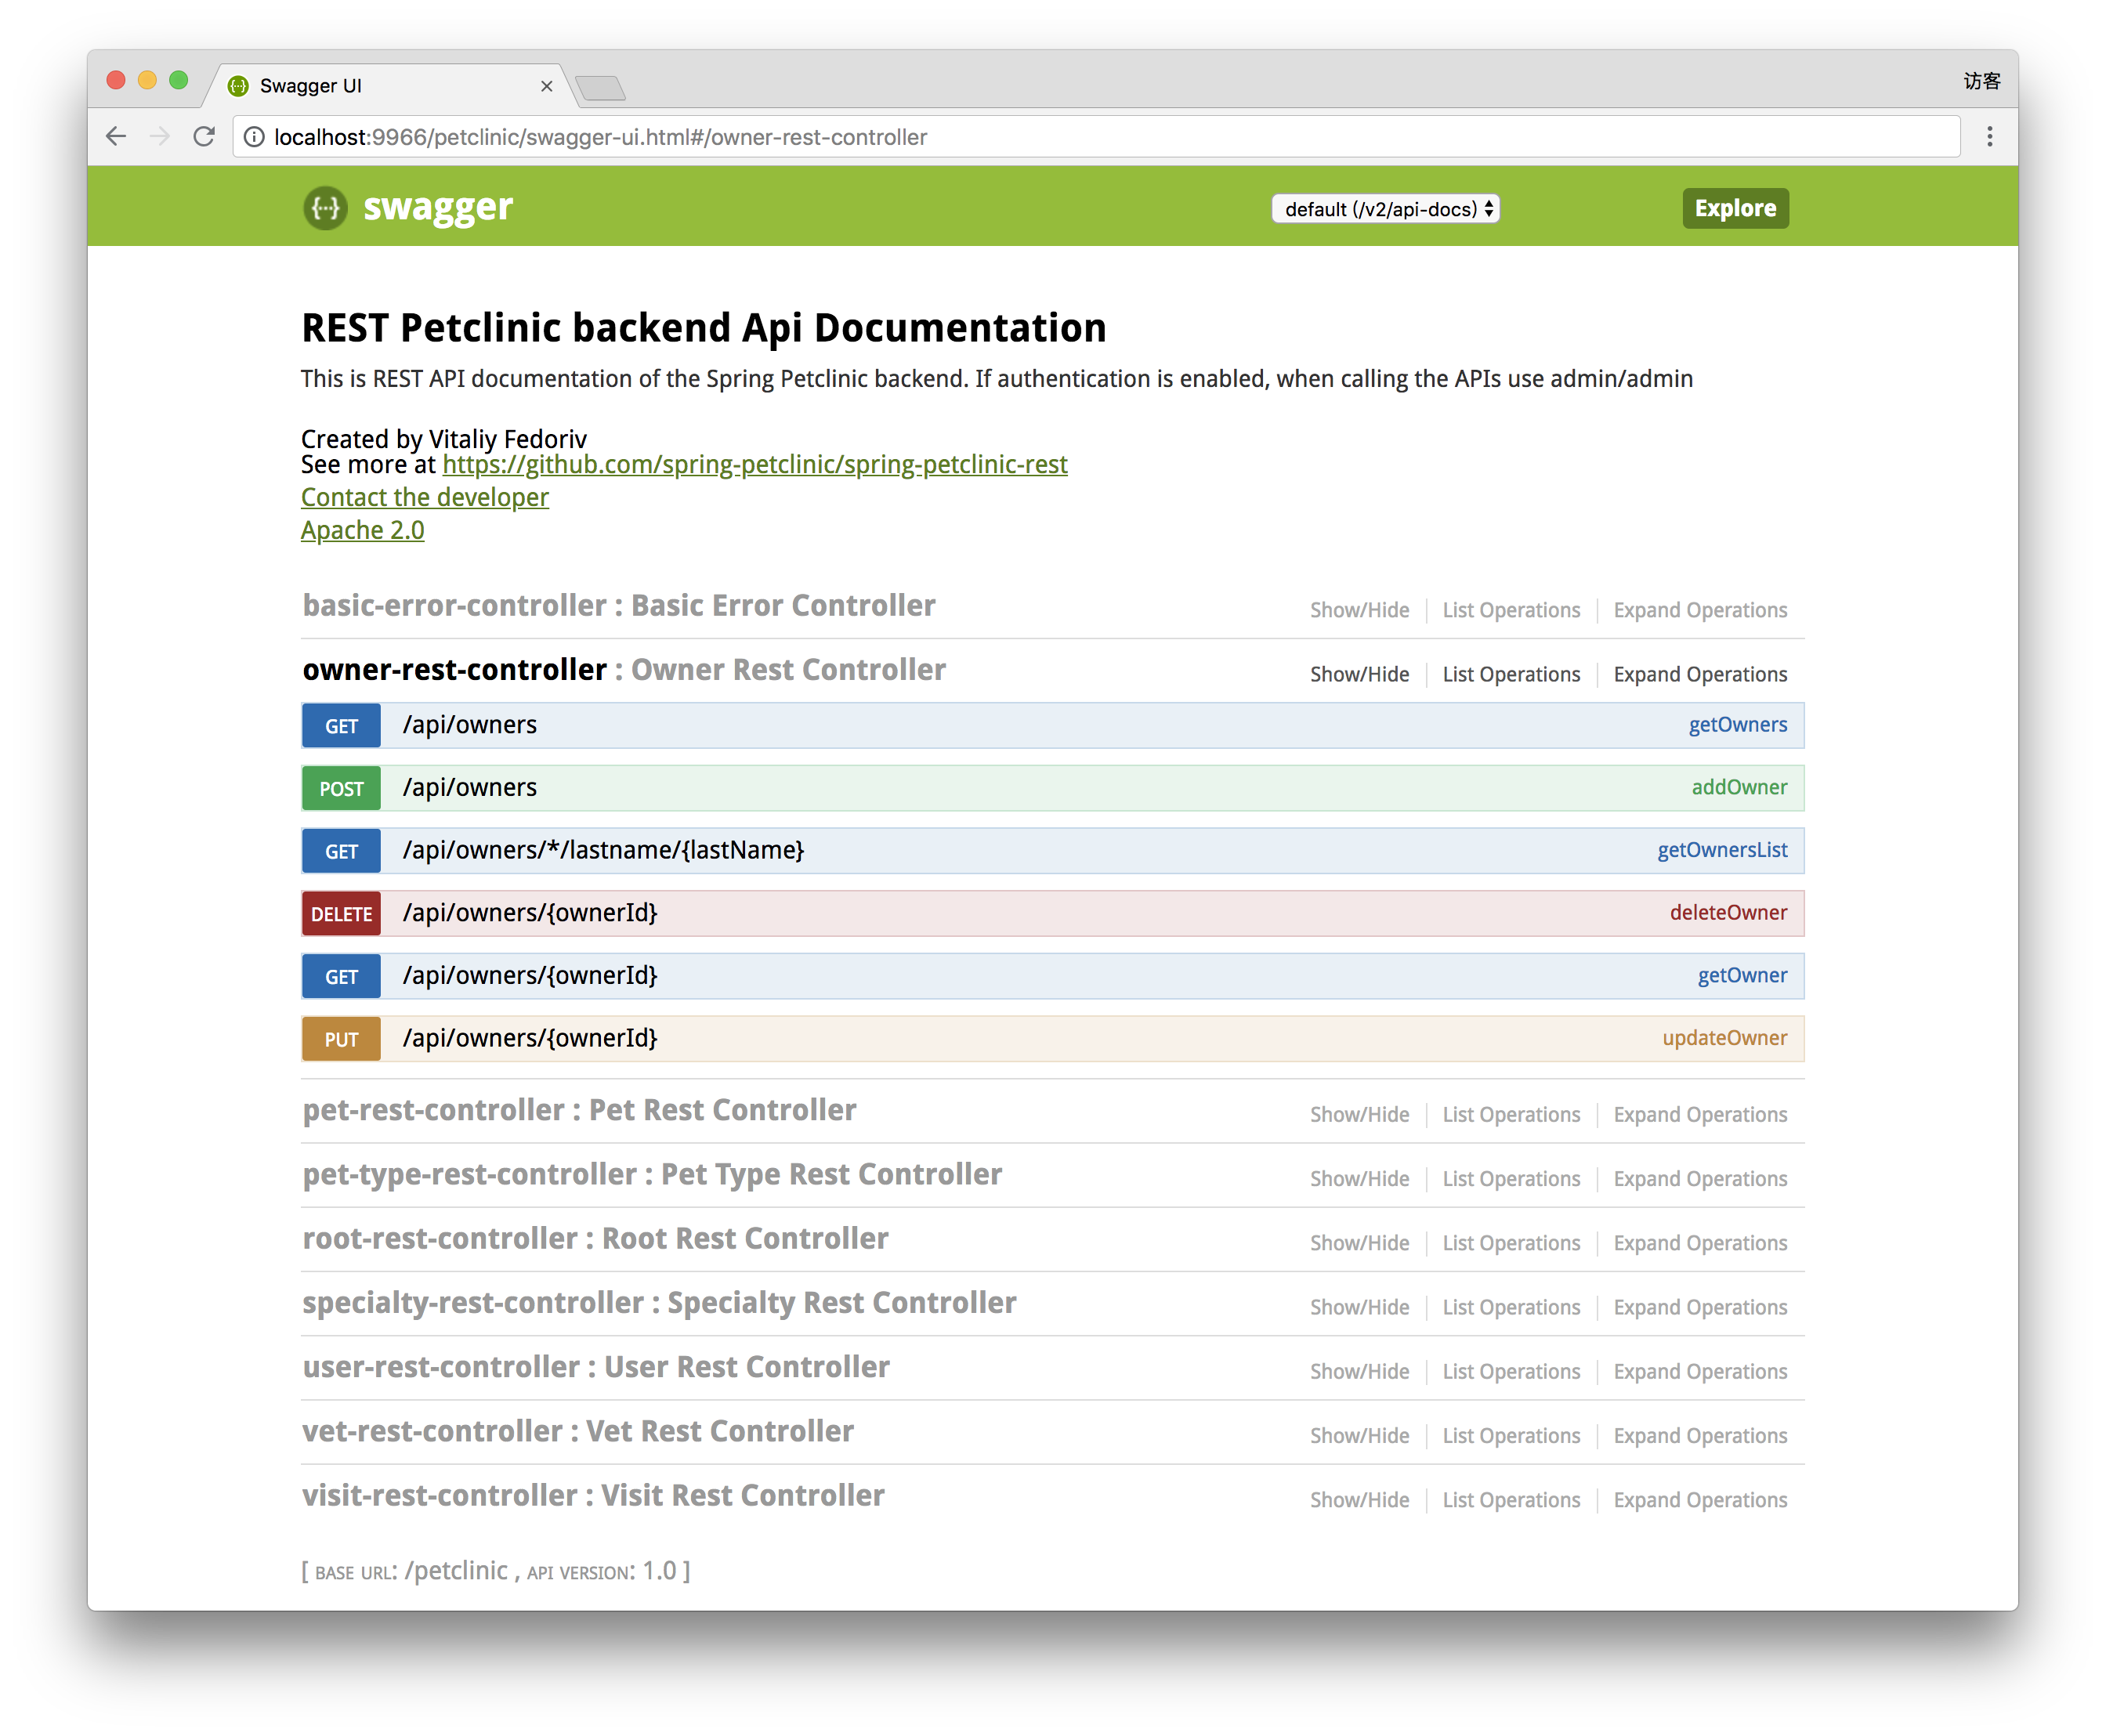 Swagger UI
访客
localhost:9966/petclinic/swagger-ui.html#/owner-rest-controller
{···} swagger
default (/v2/api-docs)
Explore
REST Petclinic backend Api Documentation
This is REST API documentation of the Spring Petclinic backend. If authentication is enabled, when calling the APIs use admin/admin
Created by Vitaliy Fedoriv
See more at https://github.com/spring-petclinic/spring-petclinic-rest
Contact the developer
Apache 2.0
basic-error-controller : Basic Error Controller Show/Hide List Operations Expand Operations
owner-rest-controller : Owner Rest Controller Show/Hide List Operations Expand Operations
GET /api/owners getOwners
POST /api/owners addOwner
GET /api/owners/*/lastname/{lastName} getOwnersList
DELETE /api/owners/{ownerId} deleteOwner
GET /api/owners/{ownerId} getOwner
PUT /api/owners/{ownerId} updateOwner
pet-rest-controller : Pet Rest Controller Show/Hide List Operations Expand Operations
pet-type-rest-controller : Pet Type Rest Controller Show/Hide List Operations Expand Operations
root-rest-controller : Root Rest Controller Show/Hide List Operations Expand Operations
specialty-rest-controller : Specialty Rest Controller Show/Hide List Operations Expand Operations
user-rest-controller : User Rest Controller Show/Hide List Operations Expand Operations
vet-rest-controller : Vet Rest Controller Show/Hide List Operations Expand Operations
visit-rest-controller : Visit Rest Controller Show/Hide List Operations Expand Operations
[ BASE URL: /petclinic , API VERSION: 1.0 ]